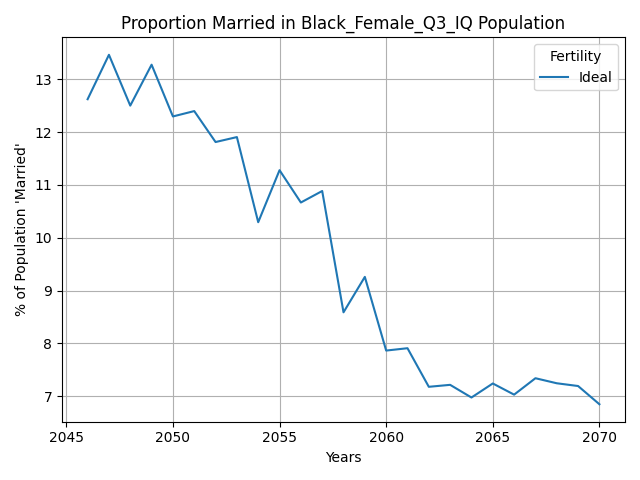 Proportion Married in Black_Female_Q3_IQ Population
Fertility
Ideal
% of Population 'Married'
13
12
11
10
9
8
7
2045 2050 2055 2060 2065 2070
Years